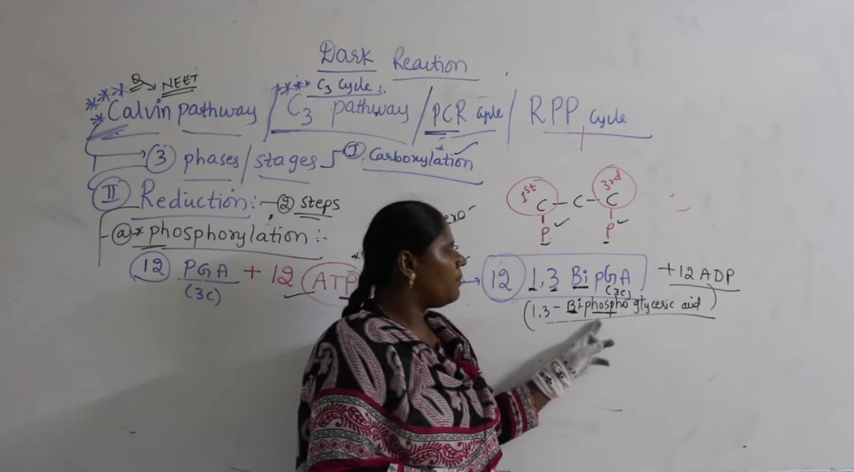 Dark Reaction
NEET
C3 Cycle:.
*** Calvin pathway / C3 pathway / PCR Cycle / RPP Cycle
→ 3 phases / stages I Carboxylation
II Reduction :- 2 steps
1st C - C - C 3rd
P P
a * phosphorylation :-
12 PGA + 12 ATP → 12 1,3 BiPGA + 12 ADP
(3C) (3C)
(1,3 - Biphospho glyceric acid)